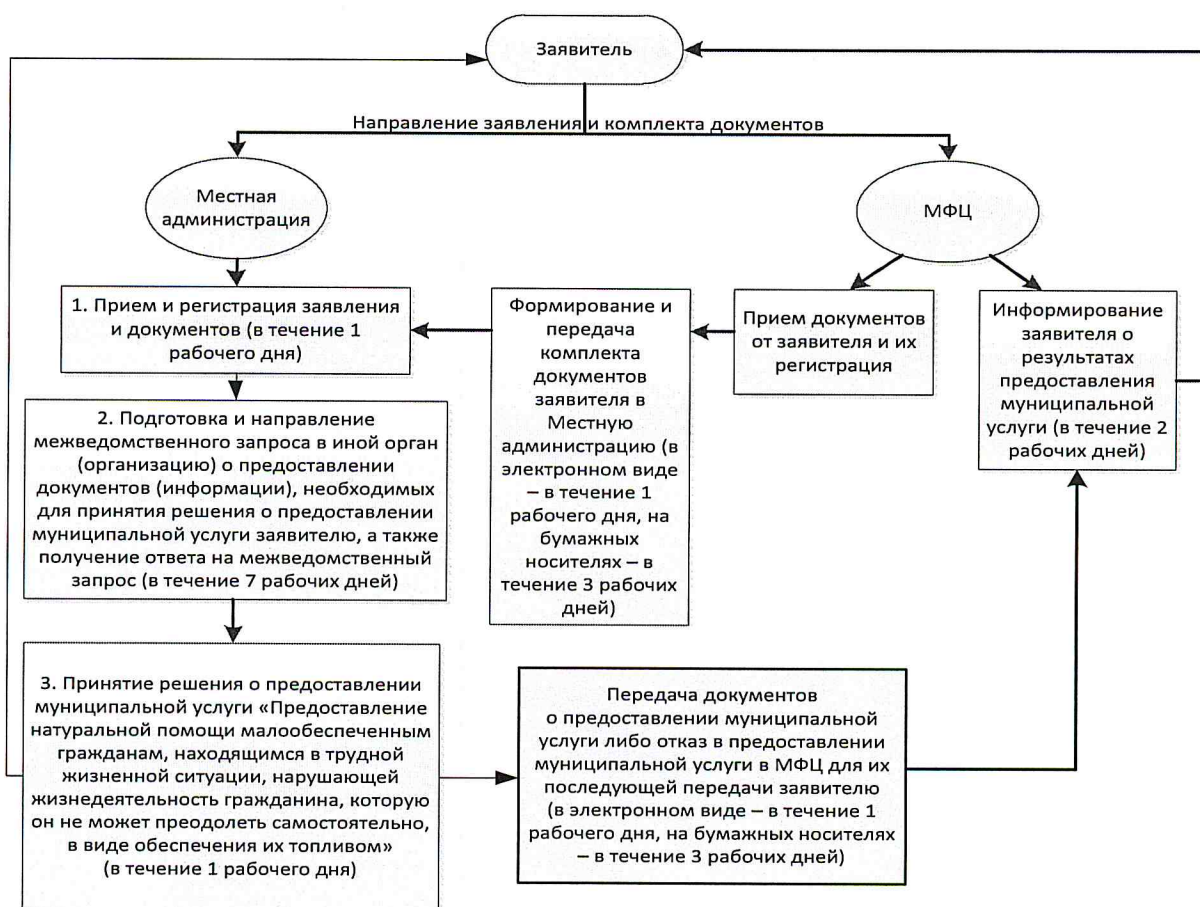 Заявитель
Направление заявления и комплекта документов
Местная
администрация
МФЦ
1. Прием и регистрация заявления
и документов (в течение 1
рабочего дня)
Формирование и
передача
комплекта
документов
заявителя в
Местную
администрацию (в
электронном виде
– в течение 1
рабочего дня, на
бумажных
носителях – в
течение 3 рабочих
дней)
Прием документов
от заявителя и их
регистрация
Информирование
заявителя о
результатах
предоставления
муниципальной
услуги (в течение 2
рабочих дней)
2. Подготовка и направление
межведомственного запроса в иной орган
(организацию) о предоставлении
документов (информации), необходимых
для принятия решения о предоставлении
муниципальной услуги заявителю, а также
получение ответа на межведомственный
запрос (в течение 7 рабочих дней)
3. Принятие решения о предоставлении
муниципальной услуги «Предоставление
натуральной помощи малообеспеченным
гражданам, находящимся в трудной
жизненной ситуации, нарушающей
жизнедеятельность гражданина, которую
он не может преодолеть самостоятельно,
в виде обеспечения их топливом»
(в течение 1 рабочего дня)
Передача документов
о предоставлении муниципальной
услуги либо отказ в предоставлении
муниципальной услуги в МФЦ для их
последующей передачи заявителю
(в электронном виде – в течение 1
рабочего дня, на бумажных носителях
– в течение 3 рабочих дней)